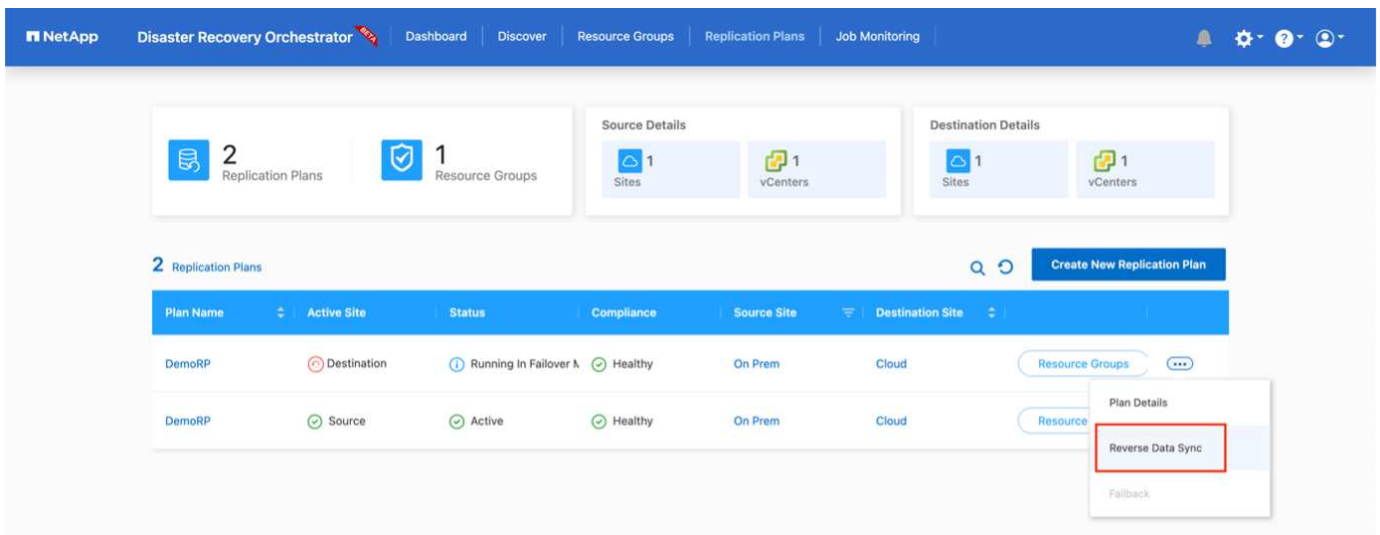 NetApp Disaster Recovery Orchestrator BETA Dashboard Discover Resource Groups Replication Plans Job Monitoring
Source Details Destination Details
2 1 1 1 1 1
Replication Plans Resource Groups Sites vCenters Sites vCenters
2 Replication Plans Create New Replication Plan
Plan Name Active Site Status Compliance Source Site Destination Site
DemoRP Destination Running In Failover M Healthy On Prem Cloud Resource Groups
Plan Details
DemoRP Source Active Healthy On Prem Cloud Resource
Reverse Data Sync
Failback